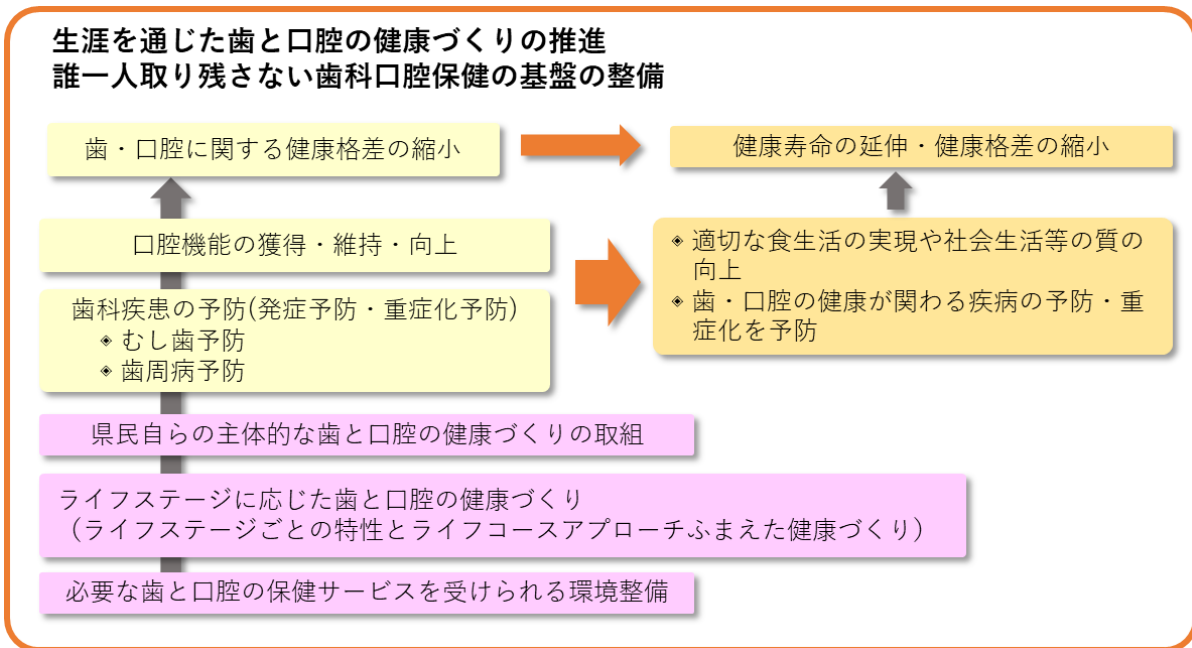 生涯を通じた歯と口腔の健康づくりの推進
誰一人取り残さない歯科口腔保健の基盤の整備
歯・口腔に関する健康格差の縮小
健康寿命の延伸・健康格差の縮小
口腔機能の獲得・維持・向上
◈ 適切な食生活の実現や社会生活等の質の
向上
◈ 歯・口腔の健康が関わる疾病の予防・重
症化を予防
歯科疾患の予防(発症予防・重症化予防)
◈ むし歯予防
◈ 歯周病予防
県民自らの主体的な歯と口腔の健康づくりの取組
ライフステージに応じた歯と口腔の健康づくり
（ライフステージごとの特性とライフコースアプローチふまえた健康づくり）
必要な歯と口腔の保健サービスを受けられる環境整備